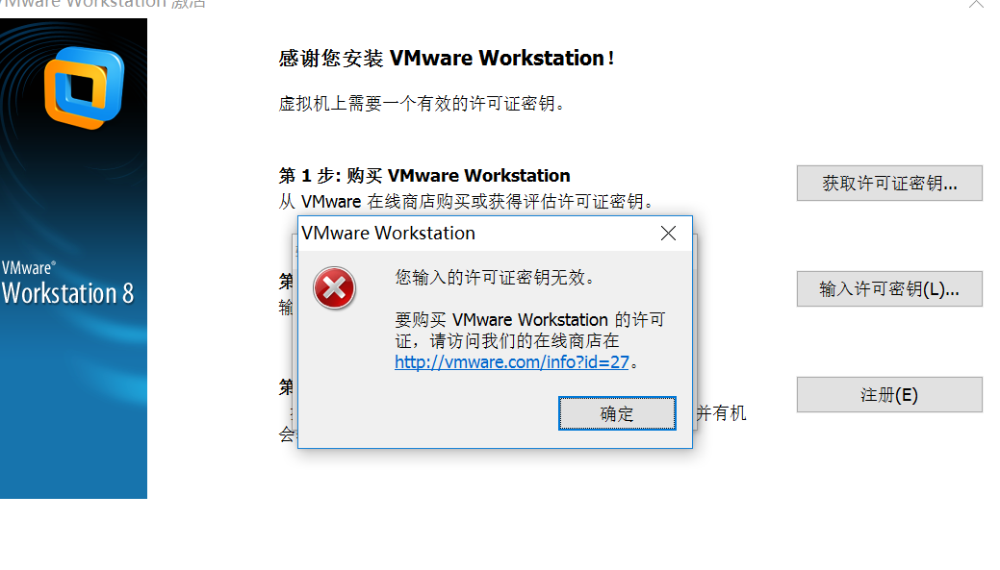 VMware Workstation 激活
感谢您安装 VMware Workstation！
虚拟机上需要一个有效的许可证密钥。
第 1 步: 购买 VMware Workstation
从 VMware 在线商店购买或获得评估许可证密钥。
获取许可证密钥...
VMware Workstation
您输入的许可证密钥无效。
要购买 VMware Workstation 的许可
证，请访问我们的在线商店在
http://vmware.com/info?id=27。
确定
第
输
输入许可密钥(L)...
第
并有机
会
注册(E)
VMware®
Workstation 8